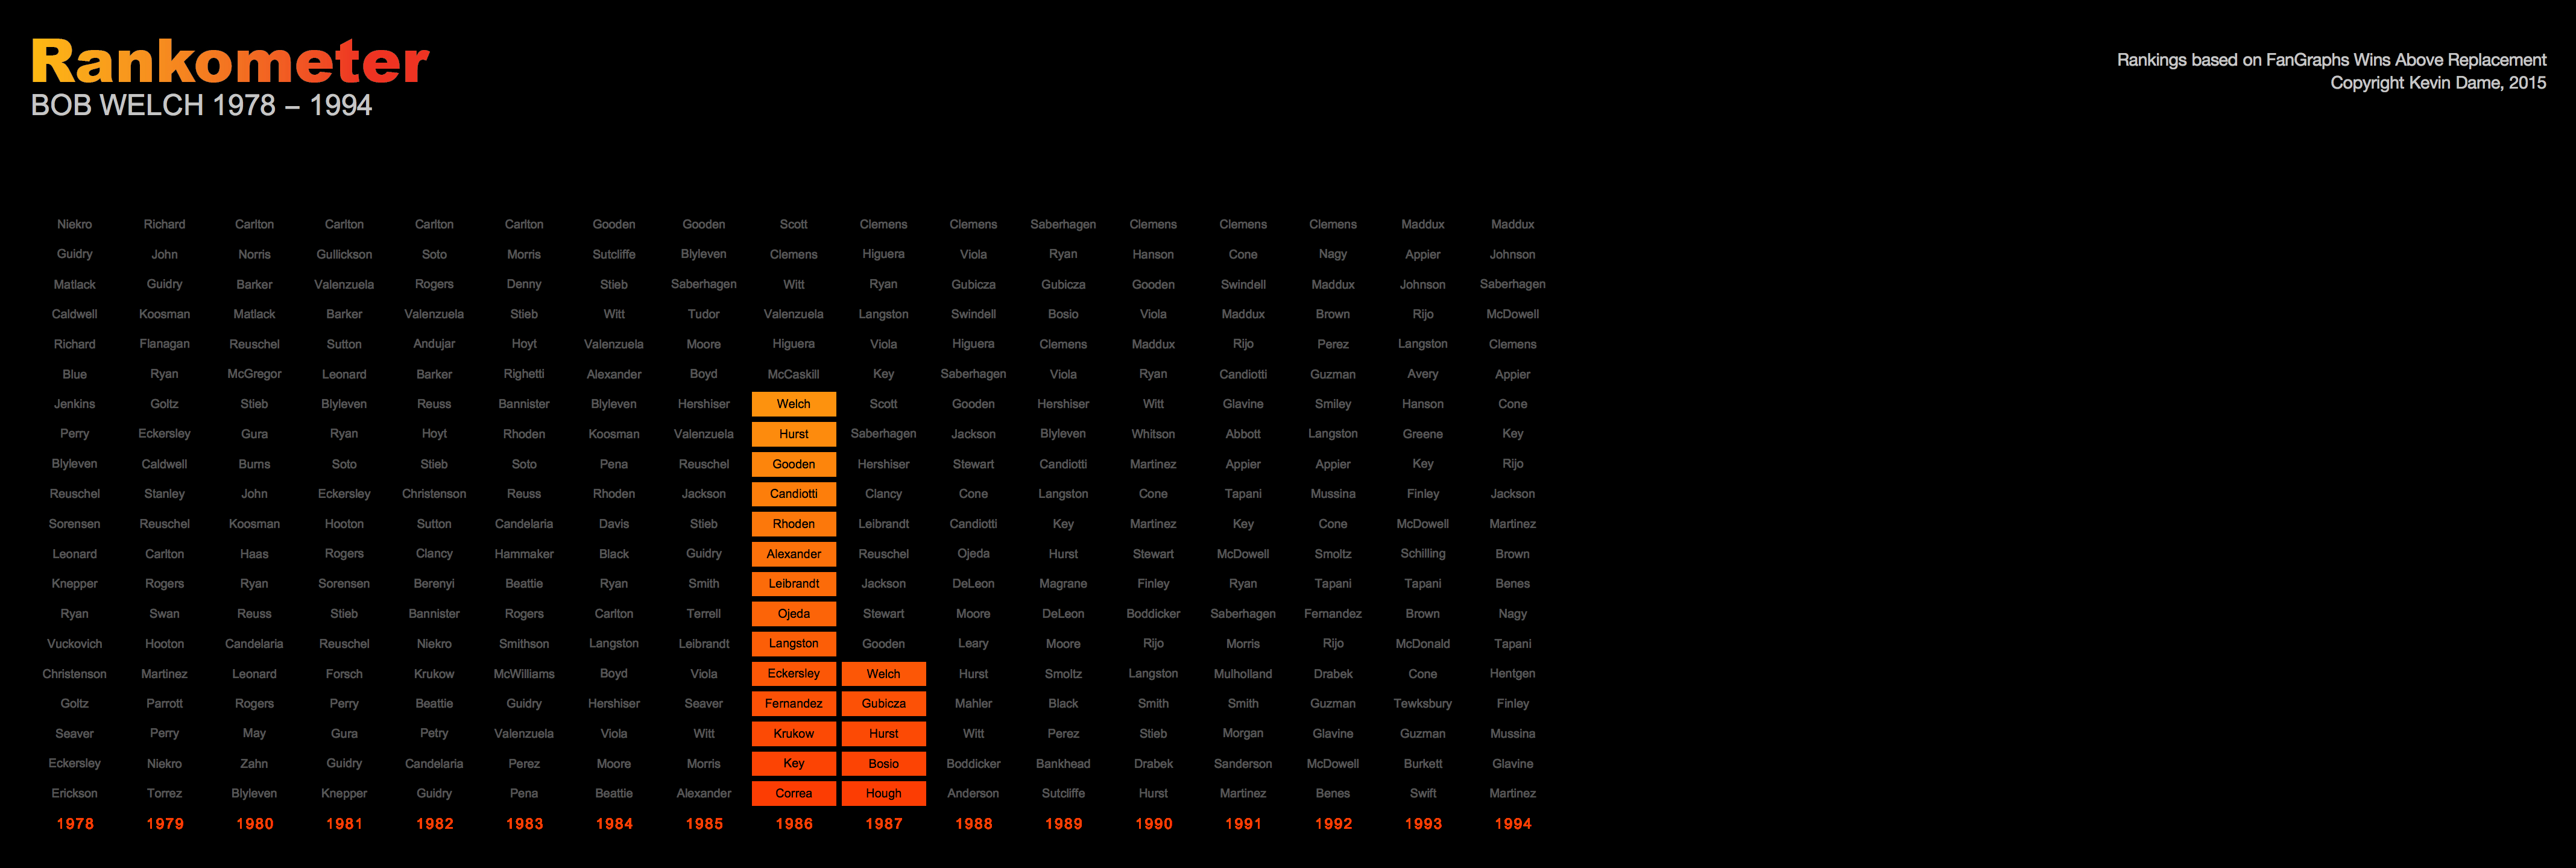 Rankometer
BOB WELCH 1978 – 1994
Rankings based on FanGraphs Wins Above Replacement
Copyright Kevin Dame, 2015
Niekro Richard Carlton Carlton Carlton Carlton Gooden Gooden Scott Clemens Clemens Saberhagen Clemens Clemens Clemens Maddux Maddux
Guidry John Norris Gullickson Soto Morris Sutcliffe Blyleven Clemens Higuera Viola Ryan Hanson Cone Nagy Appier Johnson
Matlack Guidry Barker Valenzuela Rogers Denny Stieb Saberhagen Witt Ryan Gubicza Gubicza Gooden Swindell Maddux Johnson Saberhagen
Caldwell Koosman Matlack Barker Valenzuela Stieb Witt Tudor Valenzuela Langston Swindell Bosio Viola Maddux Brown Rijo McDowell
Richard Flanagan Reuschel Sutton Andujar Hoyt Valenzuela Moore Higuera Viola Higuera Clemens Maddux Rijo Perez Langston Clemens
Blue Ryan McGregor Leonard Barker Righetti Alexander Boyd McCaskill Key Saberhagen Viola Ryan Candiotti Guzman Avery Appier
Jenkins Goltz Stieb Blyleven Reuss Bannister Blyleven Hershiser Welch Scott Gooden Hershiser Witt Glavine Smiley Hanson Cone
Perry Eckersley Gura Ryan Hoyt Rhoden Koosman Valenzuela Hurst Saberhagen Jackson Blyleven Whitson Abbott Langston Greene Key
Blyleven Caldwell Burns Soto Stieb Soto Pena Reuschel Gooden Hershiser Stewart Candiotti Martinez Appier Appier Key Rijo
Reuschel Stanley John Eckersley Christenson Reuss Rhoden Jackson Candiotti Clancy Cone Langston Cone Tapani Mussina Finley Jackson
Sorensen Reuschel Koosman Hooton Sutton Candelaria Davis Stieb Rhoden Leibrandt Candiotti Key Martinez Key Cone McDowell Martinez
Leonard Carlton Haas Rogers Clancy Hammaker Black Guidry Alexander Reuschel Ojeda Hurst Stewart McDowell Smoltz Schilling Brown
Knepper Rogers Ryan Sorensen Berenyi Beattie Ryan Smith Leibrandt Jackson DeLeon Magrane Finley Ryan Tapani Tapani Benes
Ryan Swan Reuss Stieb Bannister Rogers Carlton Terrell Ojeda Stewart Moore DeLeon Boddicker Saberhagen Fernandez Brown Nagy
Vuckovich Hooton Candelaria Reuschel Niekro Smithson Langston Leibrandt Langston Gooden Leary Moore Rijo Morris Rijo McDonald Tapani
Christenson Martinez Leonard Forsch Krukow McWilliams Boyd Viola Eckersley Welch Hurst Smoltz Langston Mulholland Drabek Cone Hentgen
Goltz Parrott Rogers Perry Beattie Guidry Hershiser Seaver Fernandez Gubicza Mahler Black Smith Smith Guzman Tewksbury Finley
Seaver Perry May Gura Petry Valenzuela Viola Witt Krukow Hurst Witt Perez Stieb Morgan Glavine Guzman Mussina
Eckersley Niekro Zahn Guidry Candelaria Perez Moore Morris Key Bosio Boddicker Bankhead Drabek Sanderson McDowell Burkett Glavine
Erickson Torrez Blyleven Knepper Guidry Pena Beattie Alexander Correa Hough Anderson Sutcliffe Hurst Martinez Benes Swift Martinez
1978 1979 1980 1981 1982 1983 1984 1985 1986 1987 1988 1989 1990 1991 1992 1993 1994